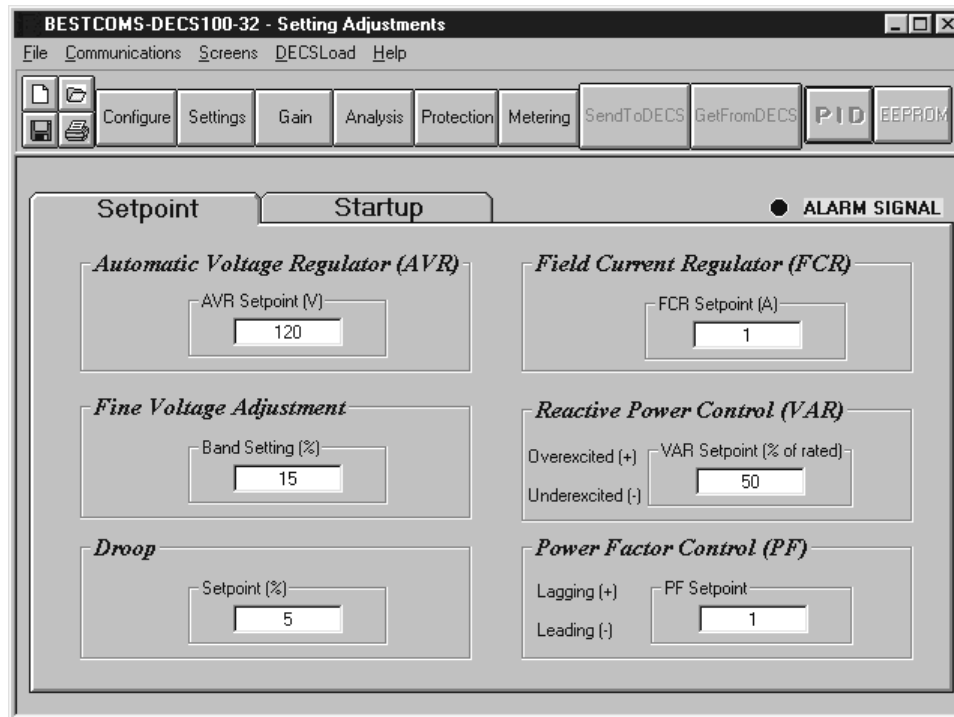 BESTCOMS-DECS100-32 - Setting Adjustments
File Communications Screens DECSLoad Help
Configure Settings Gain Analysis Protection Metering SendToDECS GetFromDECS PID EEPROM
Setpoint Startup ALARM SIGNAL
Automatic Voltage Regulator (AVR)
AVR Setpoint (V)
120
Field Current Regulator (FCR)
FCR Setpoint (A)
1
Fine Voltage Adjustment
Band Setting (%)
15
Reactive Power Control (VAR)
Overexcited (+)
Underexcited (-)
VAR Setpoint (% of rated)
50
Droop
Setpoint (%)
5
Power Factor Control (PF)
Lagging (+)
Leading (-)
PF Setpoint
1